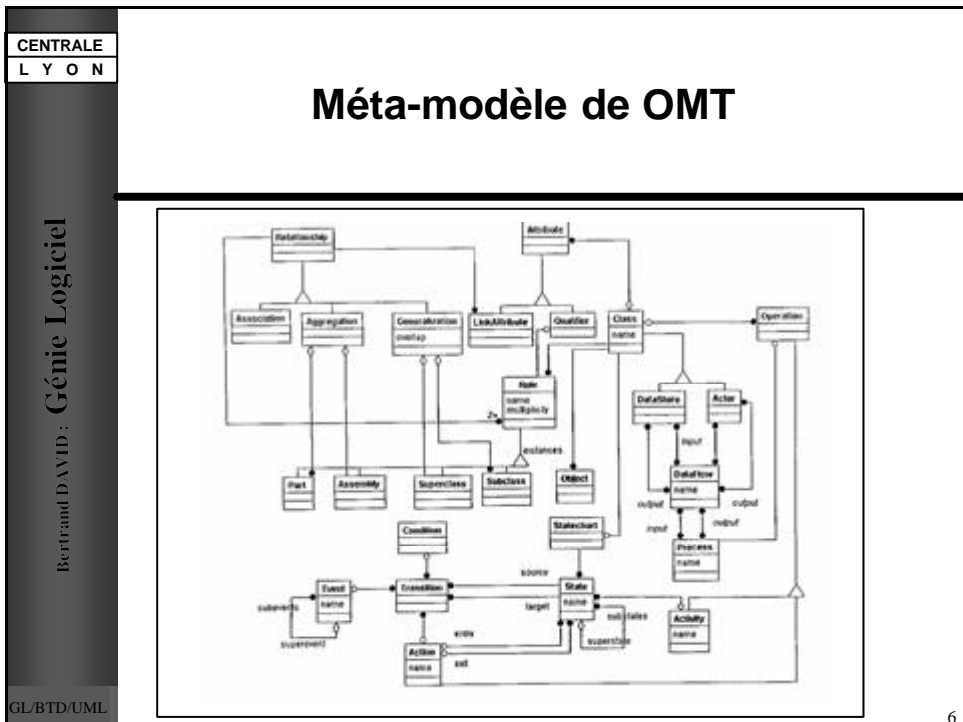 CENTRALE
L Y O N
Méta-modèle de OMT
Bertrand DAVID : Génie Logiciel
Relationship
Attribute
Association
Aggregation
Generalization
overlap
LinkAttribute
Qualifier
Class
name
Operation
Role
name
multiplicity
2+
DataStore
Actor
input
instances
Part
Assembly
Superclass
Subclass
Object
DataFlow
name
output
output
input
output
Condition
Statechart
Process
name
source
Event
name
Transition
State
name
target
subevents
superevent
substates
superstate
Activity
name
entry
exit
Action
name
GL/BTD/UML
6